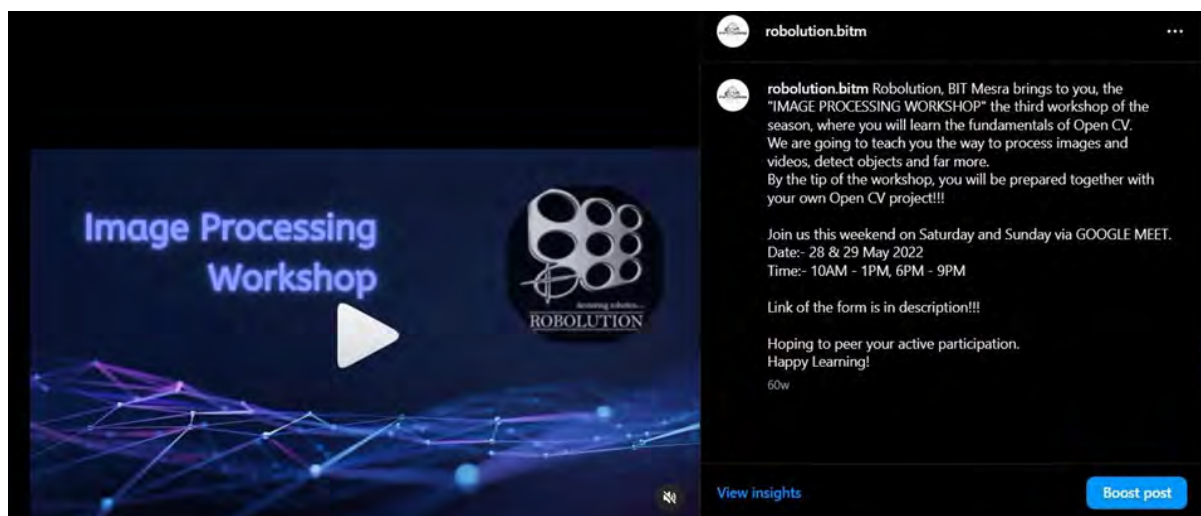 robolution.bitm
robolution.bitm Robolution, BIT Mesra brings to you, the
"IMAGE PROCESSING WORKSHOP" the third workshop of the
season, where you will learn the fundamentals of Open CV.
We are going to teach you the way to process images and
videos, detect objects and far more.
By the tip of the workshop, you will be prepared together with
your own Open CV project!!!
Join us this weekend on Saturday and Sunday via GOOGLE MEET.
Date:- 28 & 29 May 2022
Time:- 10AM - 1PM, 6PM - 9PM
Link of the form is in description!!!
Hoping to peer your active participation.
Happy Learning!
60w
View insights
Boost post
Image Processing
Workshop
ROBOLUTION